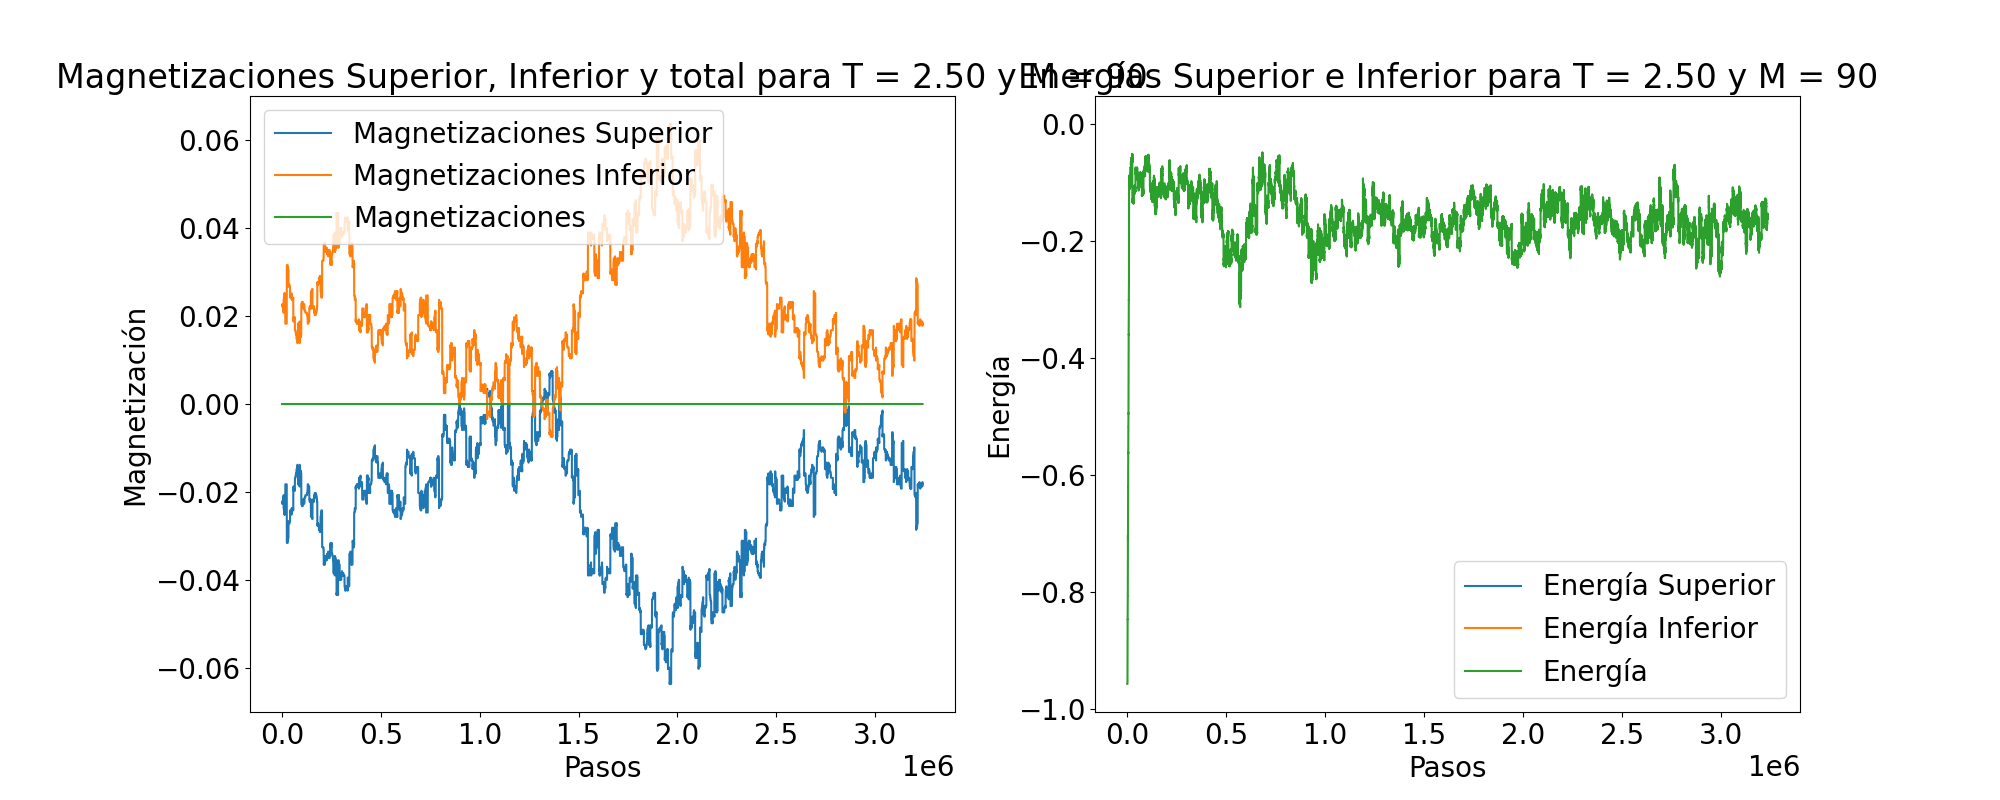 Magnetizaciones Superior, Inferior y total para T = 2.50 y M = 90
Energías Superior e Inferior para T = 2.50 y M = 90
Magnetizaciones Superior
Magnetizaciones Inferior
Magnetizaciones
0.06
0.04
0.02
0.00
−0.02
−0.04
−0.06
Magnetización
0.0 0.5 1.0 1.5 2.0 2.5 3.0
1e6
Pasos
0.0
−0.2
−0.4
−0.6
−0.8
−1.0
Energía
Energía Superior
Energía Inferior
Energía
0.0 0.5 1.0 1.5 2.0 2.5 3.0
1e6
Pasos